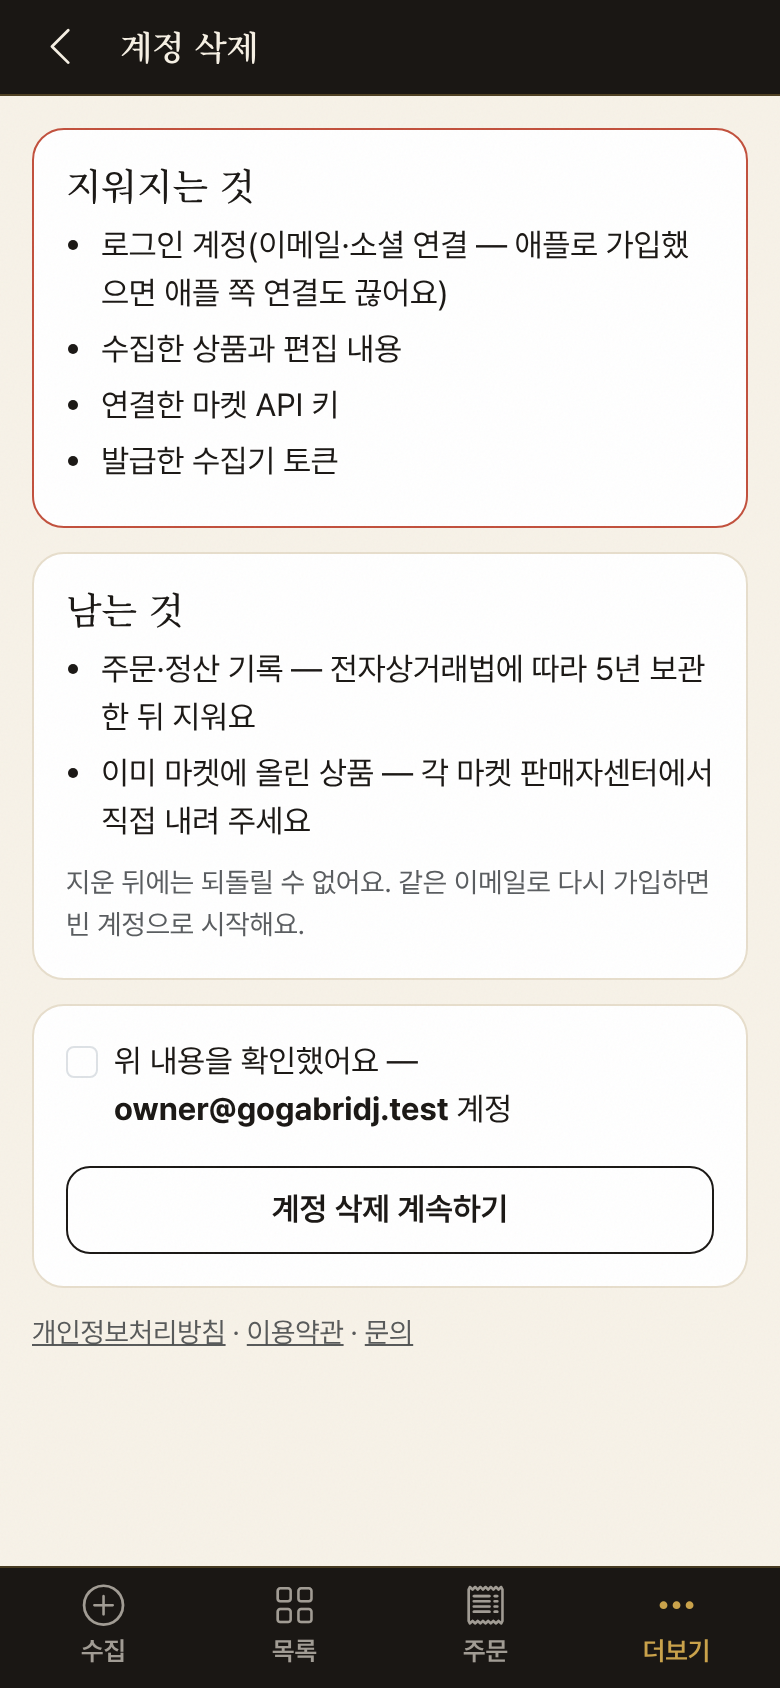 계정 삭제
지워지는 것
• 로그인 계정(이메일·소셜 연결 — 애플로 가입했
으면 애플 쪽 연결도 끊어요)
• 수집한 상품과 편집 내용
• 연결한 마켓 API 키
• 발급한 수집기 토큰
남는 것
• 주문·정산 기록 — 전자상거래법에 따라 5년 보관
한 뒤 지워요
• 이미 마켓에 올린 상품 — 각 마켓 판매자센터에서
직접 내려 주세요
지운 뒤에는 되돌릴 수 없어요. 같은 이메일로 다시 가입하면
빈 계정으로 시작해요.
위 내용을 확인했어요 —
owner@gogabridj.test 계정
계정 삭제 계속하기
개인정보처리방침 · 이용약관 · 문의
수집 목록 주문 더보기